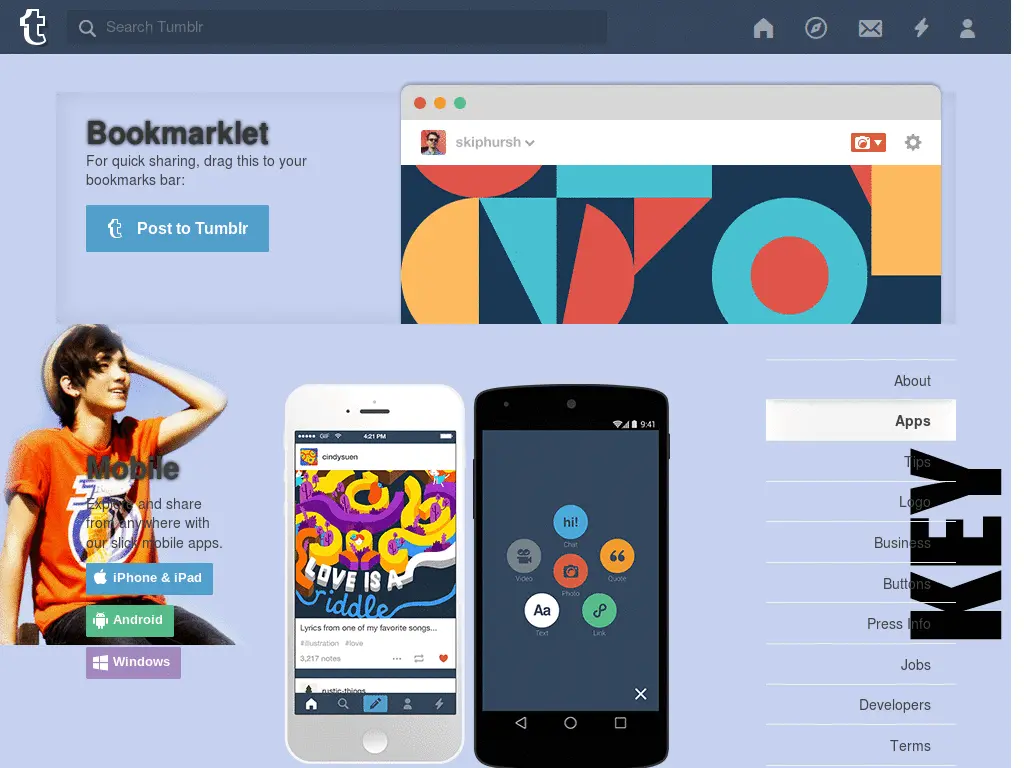 Search Tumblr
Bookmarklet
For quick sharing, drag this to your
bookmarks bar:
Post to Tumblr
skiphursh
Mobile
Explore and share
from anywhere with
our slick mobile apps.
iPhone & iPad
Android
Windows
GIF
4:21 PM
cindysuen
LOVE IS A
riddle
Lyrics from one of my favorite songs...
#illustration #love
3,217 notes
rustic-things
9:41
hi!
Chat
Video
Quote
Photo
Aa
Text
Link
About
Apps
Tips
Logo
Business
Buttons
Press Info
Jobs
Developers
Terms
KEY